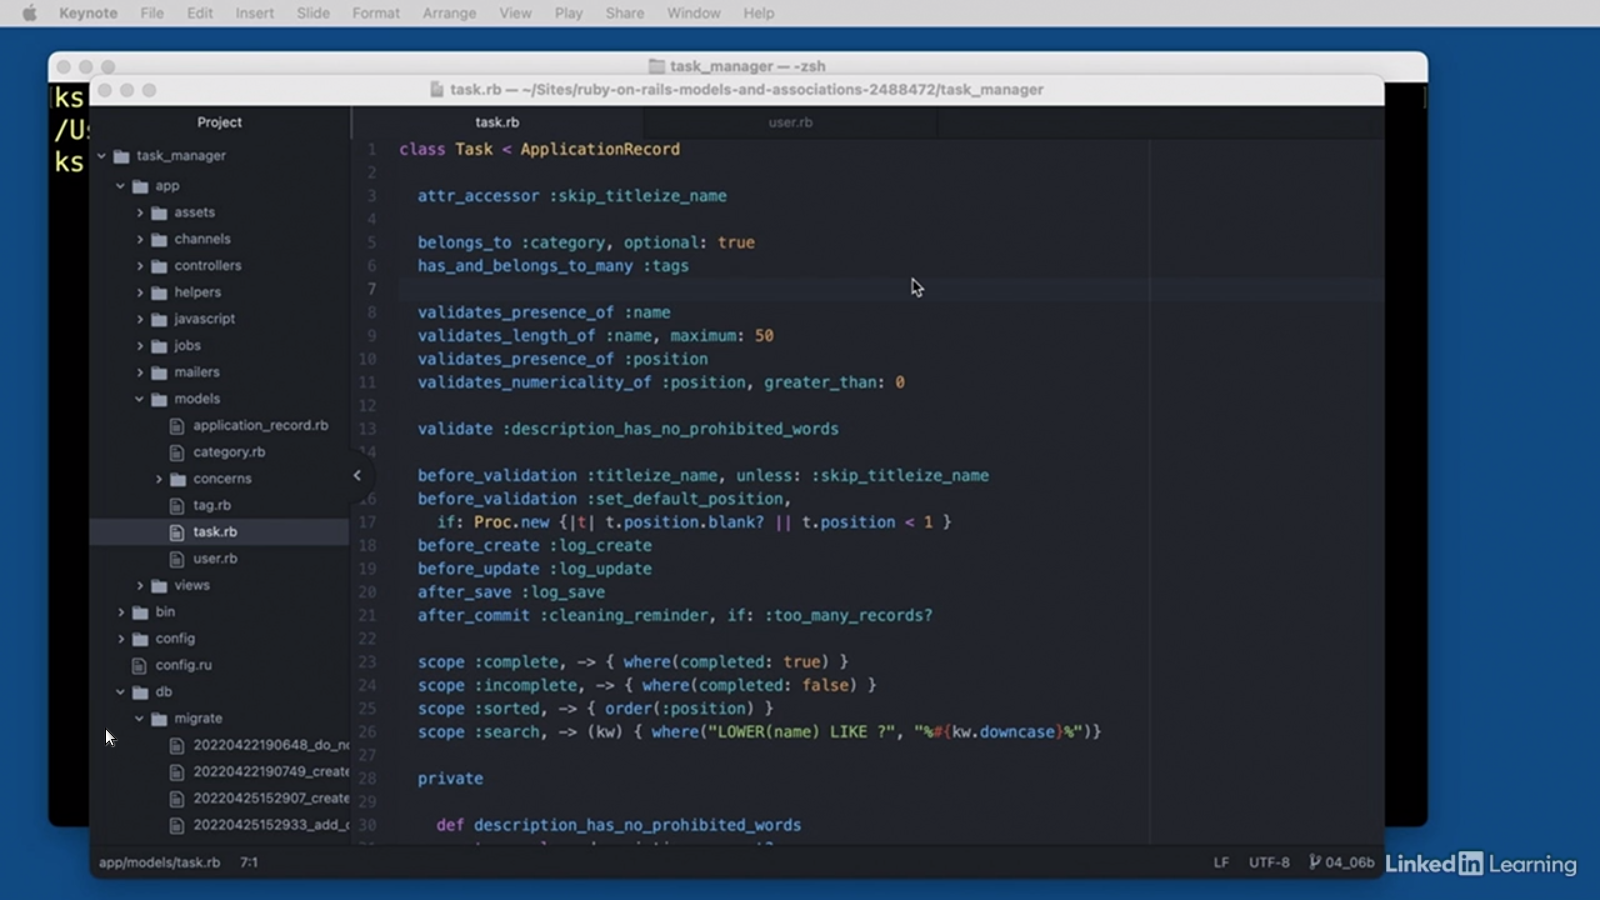 Keynote File Edit Insert Slide Format Arrange View Play Share Window Help
task_manager — -zsh
ks
/Us
ks
task.rb — ~/Sites/ruby-on-rails-models-and-associations-2488472/task_manager
Project
task.rb
user.rb
task_manager
app
assets
channels
controllers
helpers
javascript
jobs
mailers
models
application_record.rb
category.rb
concerns
tag.rb
task.rb
user.rb
views
bin
config
config.ru
db
migrate
20220422190648_do_no
20220422190749_create
20220425152907_create
20220425152933_add_c
1 class Task < ApplicationRecord
2
3 attr_accessor :skip_titleize_name
4
5 belongs_to :category, optional: true
6 has_and_belongs_to_many :tags
7
8 validates_presence_of :name
9 validates_length_of :name, maximum: 50
10 validates_presence_of :position
11 validates_numericality_of :position, greater_than: 0
12
13 validate :description_has_no_prohibited_words
14
before_validation :titleize_name, unless: :skip_titleize_name
16 before_validation :set_default_position,
17 if: Proc.new {|t| t.position.blank? || t.position < 1 }
18 before_create :log_create
19 before_update :log_update
20 after_save :log_save
21 after_commit :cleaning_reminder, if: :too_many_records?
22
23 scope :complete, -> { where(completed: true) }
24 scope :incomplete, -> { where(completed: false) }
25 scope :sorted, -> { order(:position) }
26 scope :search, -> (kw) { where("LOWER(name) LIKE ?", "%#{kw.downcase}%")}
27
28 private
29
30 def description_has_no_prohibited_words
app/models/task.rb 7:1
LF UTF-8 04_06b
LinkedIn Learning